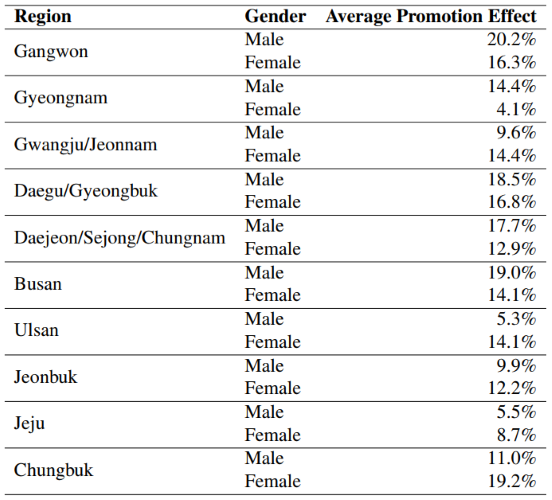 Region Gender Average Promotion Effect
Gangwon Male 20.2%
Female 16.3%
Gyeongnam Male 14.4%
Female 4.1%
Gwangju/Jeonnam Male 9.6%
Female 14.4%
Daegu/Gyeongbuk Male 18.5%
Female 16.8%
Daejeon/Sejong/Chungnam Male 17.7%
Female 12.9%
Busan Male 19.0%
Female 14.1%
Ulsan Male 5.3%
Female 14.1%
Jeonbuk Male 9.9%
Female 12.2%
Jeju Male 5.5%
Female 8.7%
Chungbuk Male 11.0%
Female 19.2%